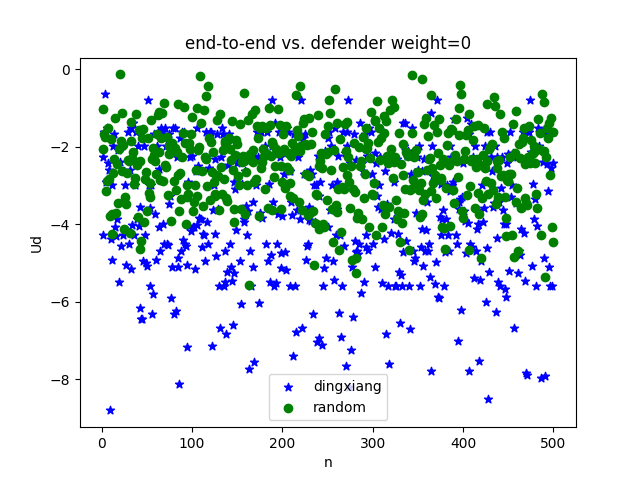 end-to-end vs. defender weight=0
0
−2
−4
−6
−8
Ud
0
100
200
300
400
500
n
dingxiang
random